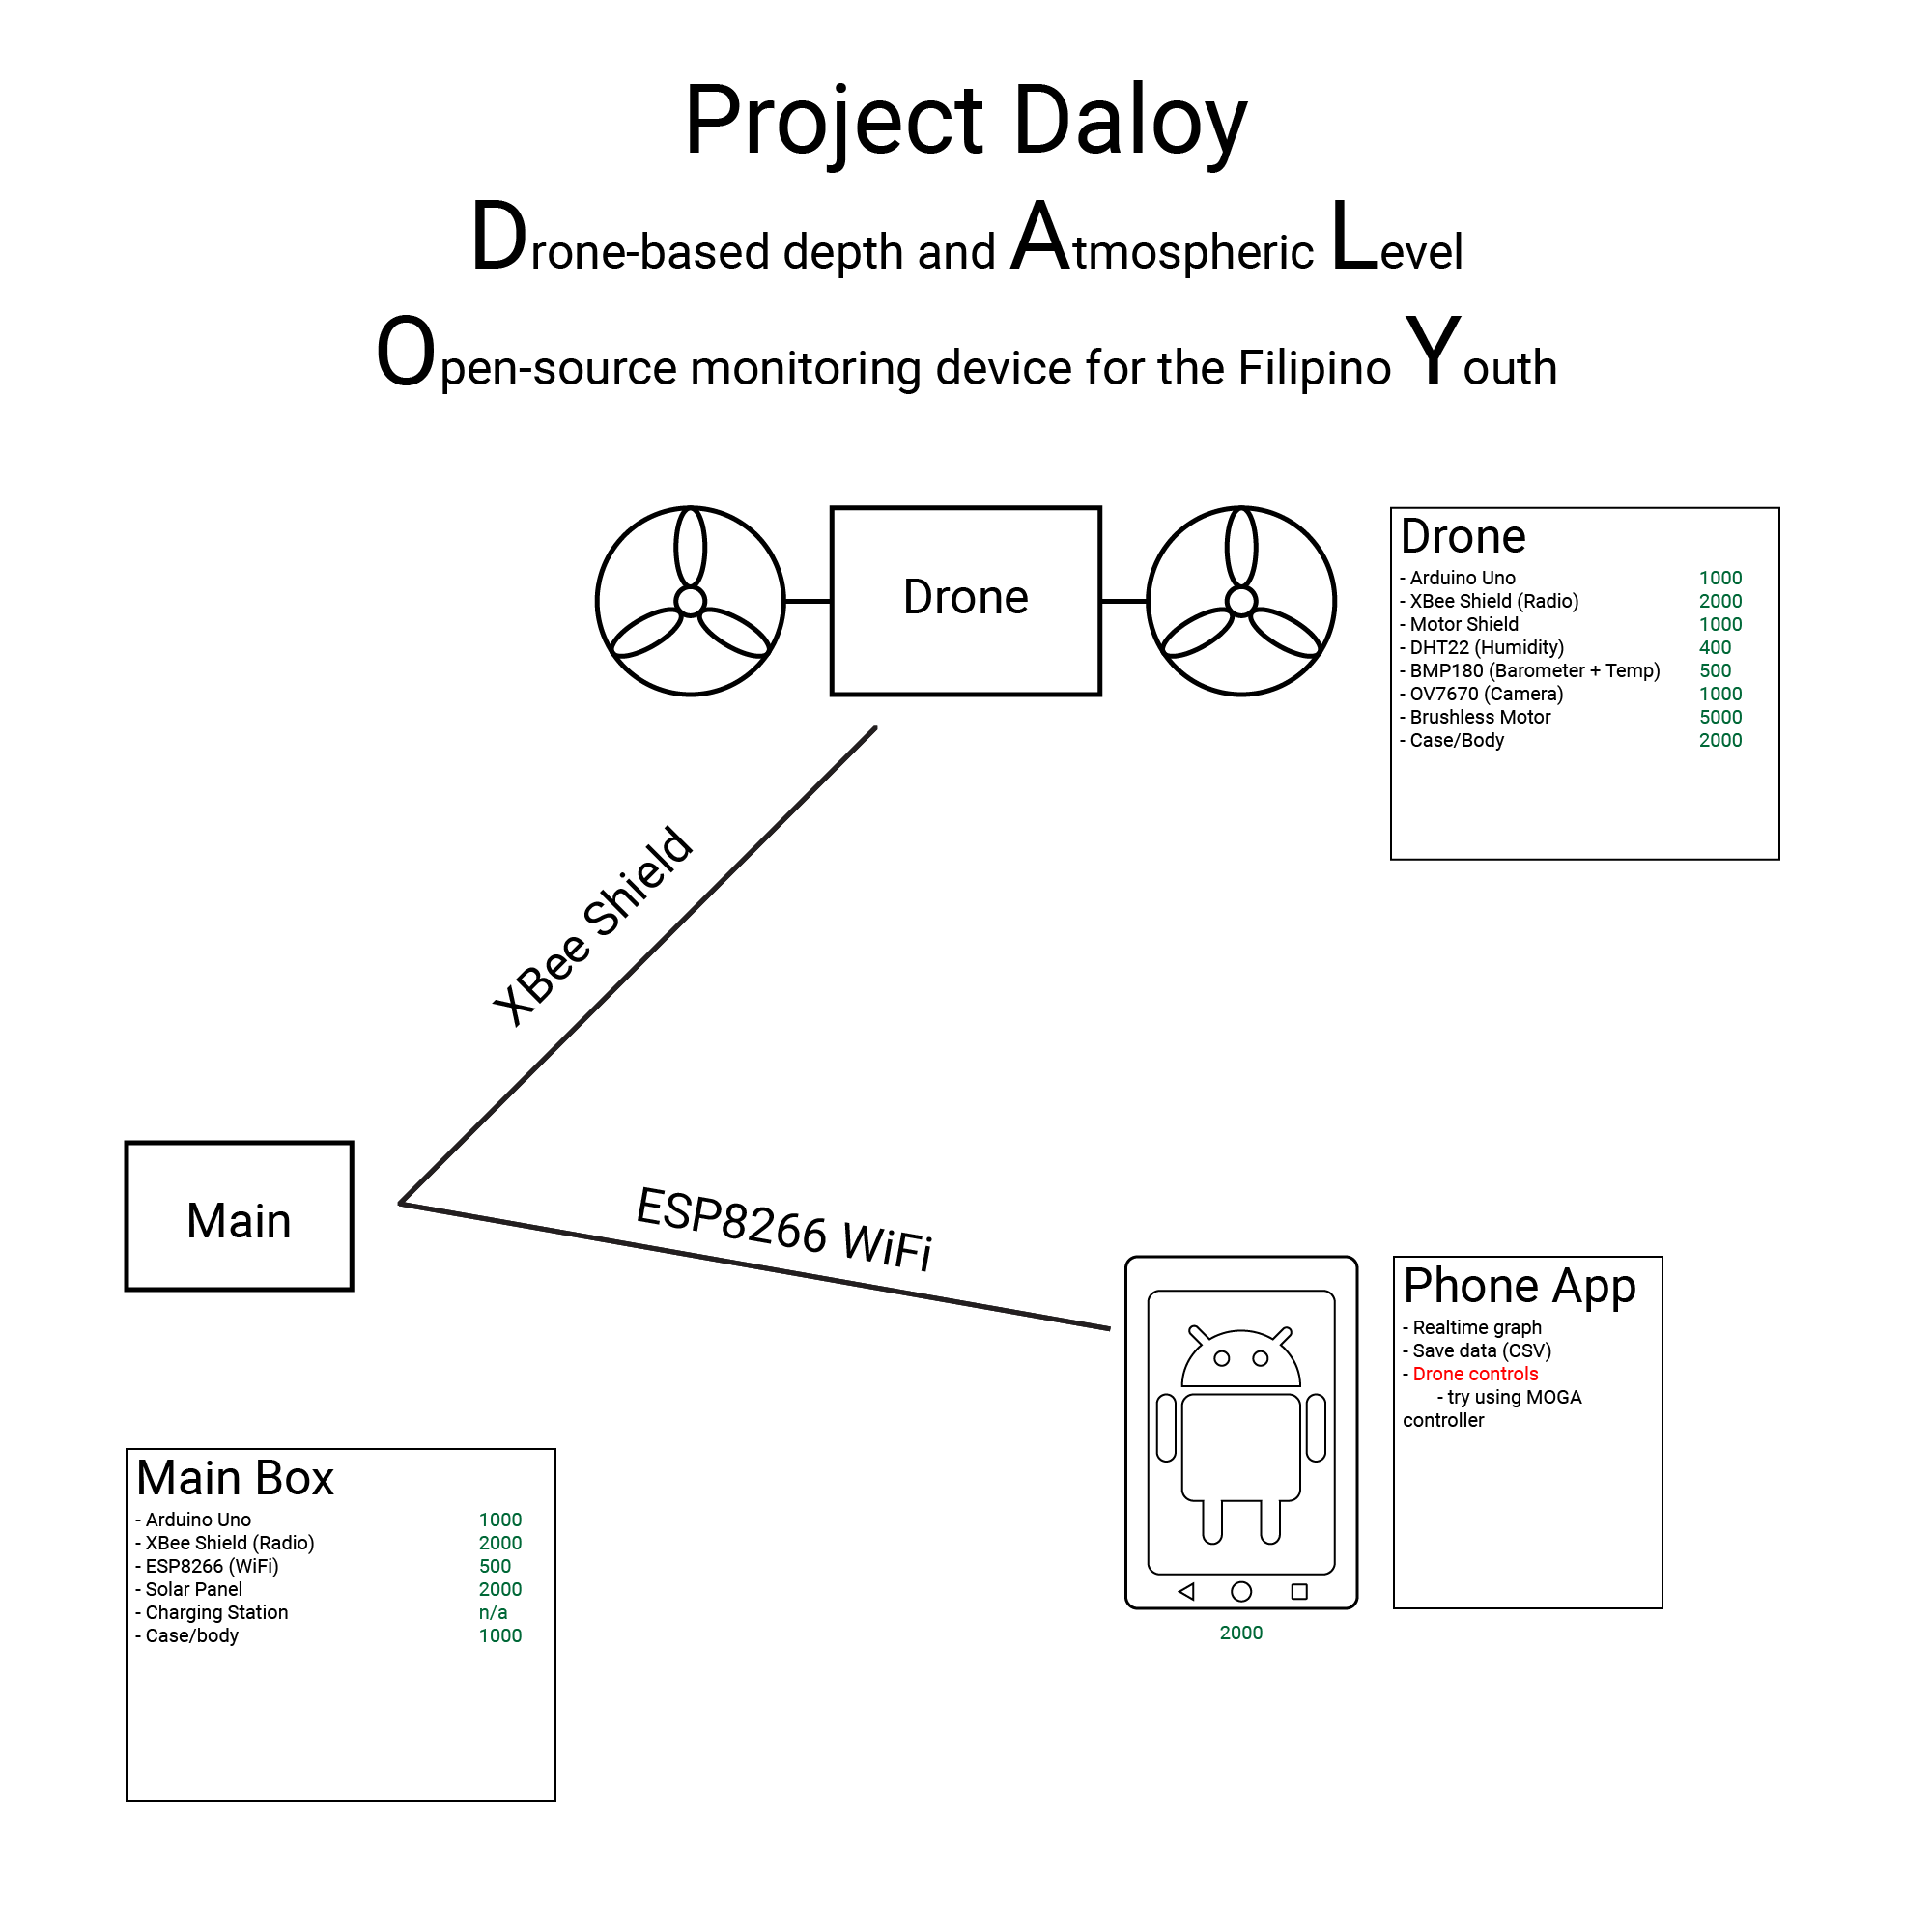 Project Daloy
Drone-based depth and Atmospheric Level
Open-source monitoring device for the Filipino Youth
Drone
Drone
- Arduino Uno 1000
- XBee Shield (Radio) 2000
- Motor Shield 1000
- DHT22 (Humidity) 400
- BMP180 (Barometer + Temp) 500
- OV7670 (Camera) 1000
- Brushless Motor 5000
- Case/Body 2000
XBee Shield
Main
ESP8266 WiFi
Phone App
- Realtime graph
- Save data (CSV)
- Drone controls
- try using MOGA
controller
2000
Main Box
- Arduino Uno 1000
- XBee Shield (Radio) 2000
- ESP8266 (WiFi) 500
- Solar Panel 2000
- Charging Station n/a
- Case/body 1000